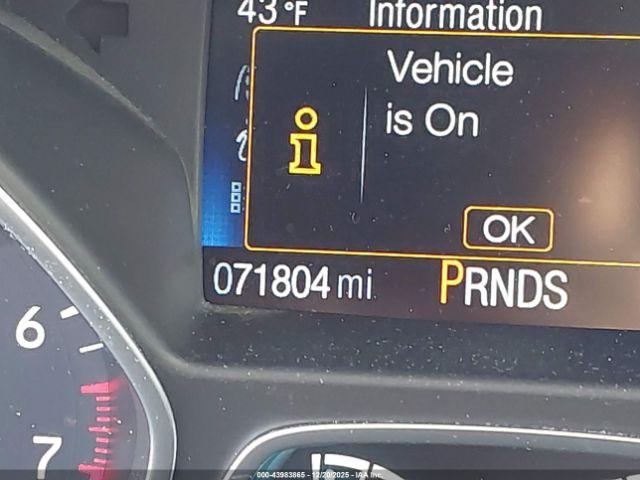 43°F Information
Vehicle
is On
i
OK
071804 mi PRNDS
6
7
000-43983865 - 12/20/2025 - IAA Inc.